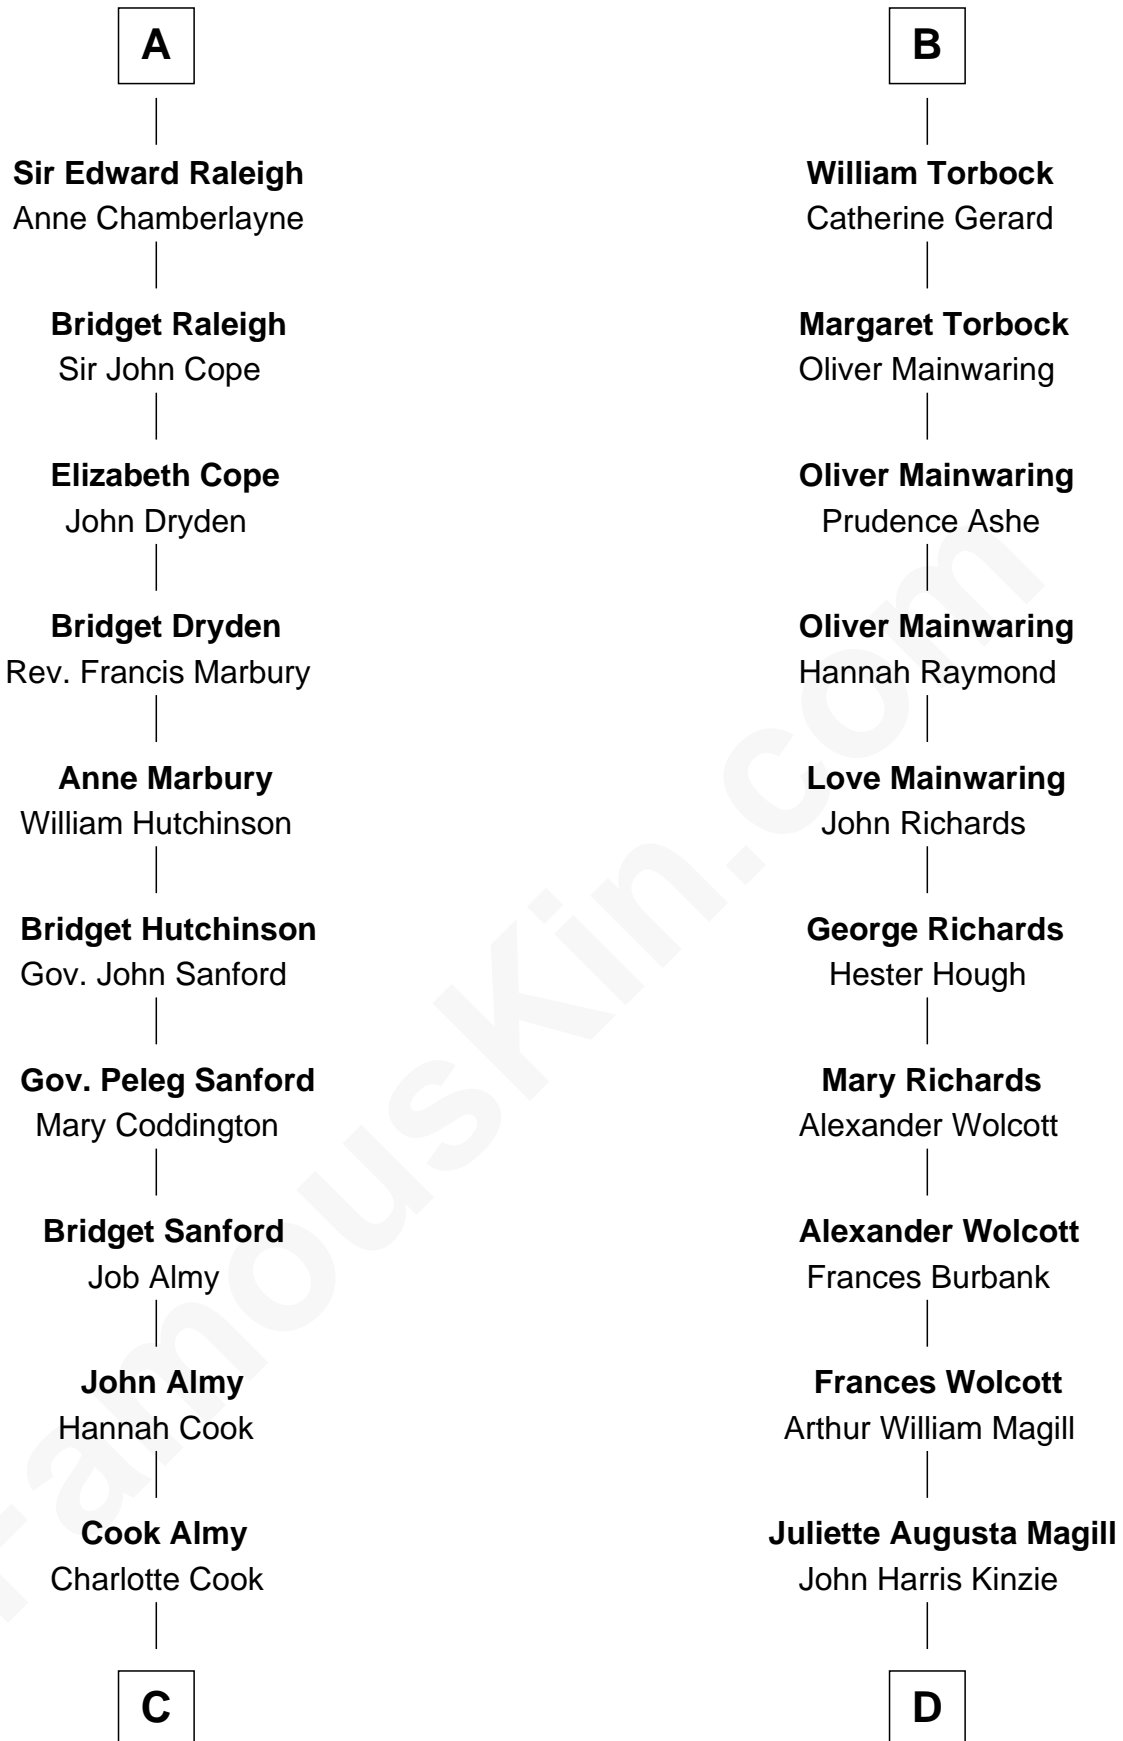 A
Sir Edward Raleigh
Anne Chamberlayne
Bridget Raleigh
Sir John Cope
Elizabeth Cope
John Dryden
Bridget Dryden
Rev. Francis Marbury
Anne Marbury
William Hutchinson
Bridget Hutchinson
Gov. John Sanford
Gov. Peleg Sanford
Mary Coddington
Bridget Sanford
Job Almy
John Almy
Hannah Cook
Cook Almy
Charlotte Cook
C
B
William Torbock
Catherine Gerard
Margaret Torbock
Oliver Mainwaring
Oliver Mainwaring
Prudence Ashe
Oliver Mainwaring
Hannah Raymond
Love Mainwaring
John Richards
George Richards
Hester Hough
Mary Richards
Alexander Wolcott
Alexander Wolcott
Frances Burbank
Frances Wolcott
Arthur William Magill
Juliette Augusta Magill
John Harris Kinzie
D
FamousKin.com